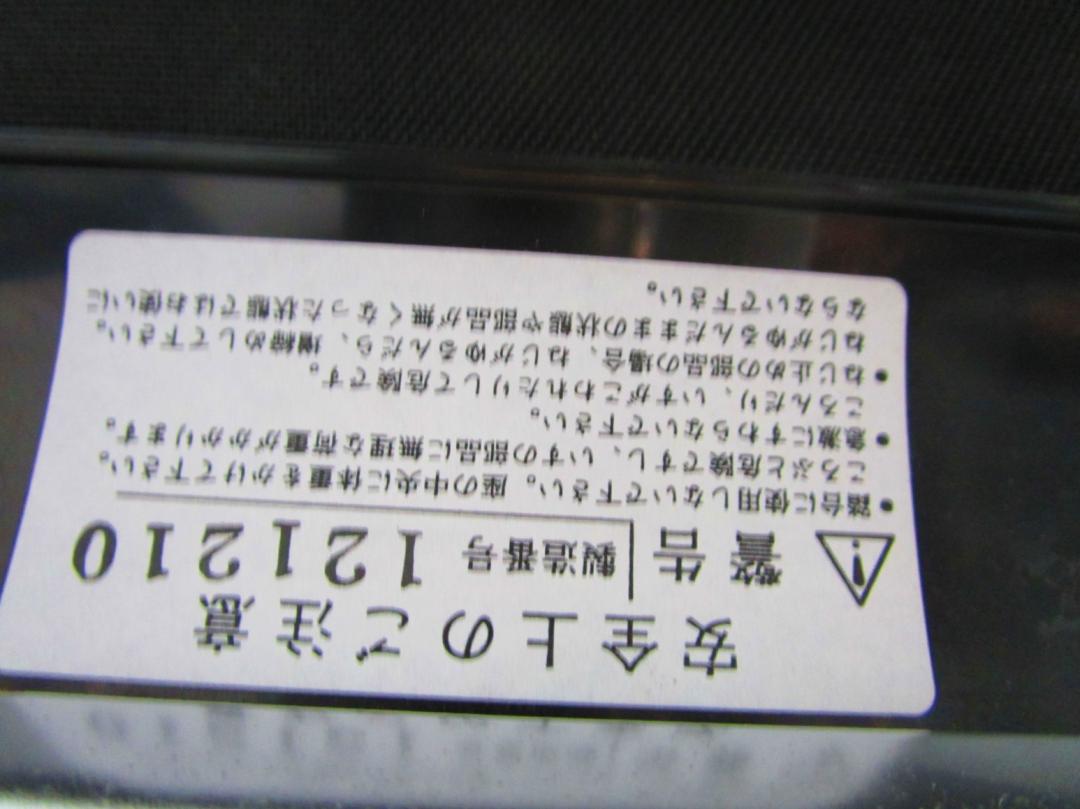 安全上のご注意
警告 製造番号 121210
•踏台に使用しないで下さい。座の中央に体重をかけて下さい。
ころぶと危険ですし、いすの部品に無理な荷重がかかります。
•急激にすわらないで下さい。
ころんだり、いすがこわれたりして危険です。
•ねじ止めの部品の場合、ねじがゆるんだら、増締めして下さい。
ねじがゆるんだままの状態や部品が無くなった状態ではお使いに
ならないで下さい。